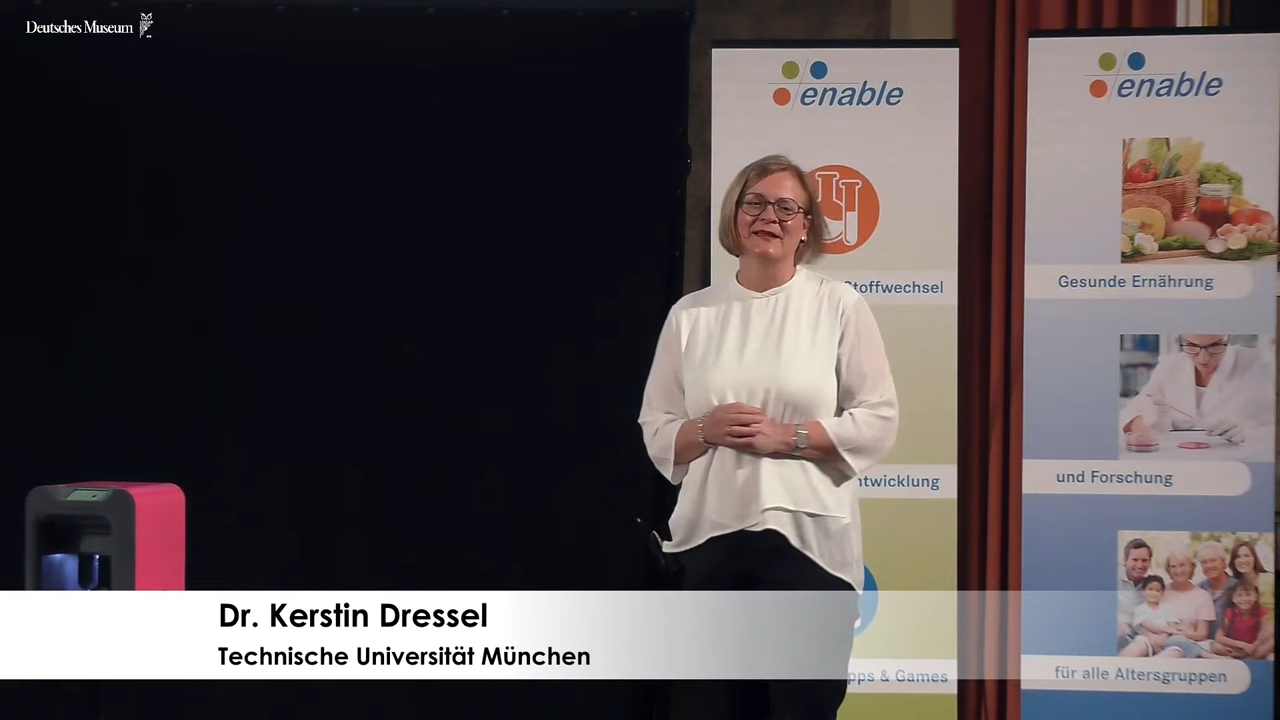 Deutsches Museum
enable
Stoffwechsel
ntwicklung
pps & Games
enable
Gesunde Ernährung
und Forschung
für alle Altersgruppen
Dr. Kerstin Dressel
Technische Universität München